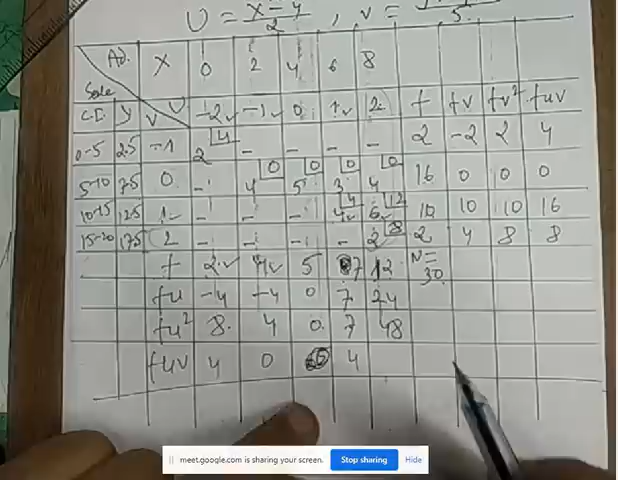 U = x-4/2 , v =
Ad. X 0 2 4 6 8
Sale
C.I. y v U -2 -1 0 1 2 f fv fv² fuv
0-5 2.5 -1 2 4 - - - - 2 -2 2 4
5-10 7.5 0 - 4 0 5 0 3 0 4 0 16 0 0 0
10-15 12.5 1 - - - 4 4 6 12 10 10 10 16
15-20 17.5 2 - - - - 2 8 2 4 8 8
f 2 4 5 7 12 N=30
fu -4 -4 0 7 24
fu² 8 4 0 7 48
fuv 4 0 4
meet.google.com is sharing your screen. Stop sharing Hide